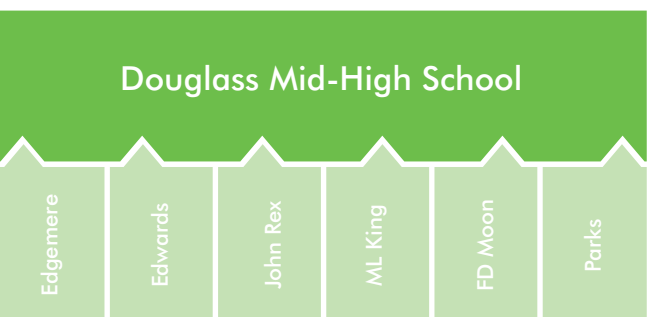 Douglass Mid-High School
Edgemere
Edwards
John Rex
ML King
FD Moon
Parks